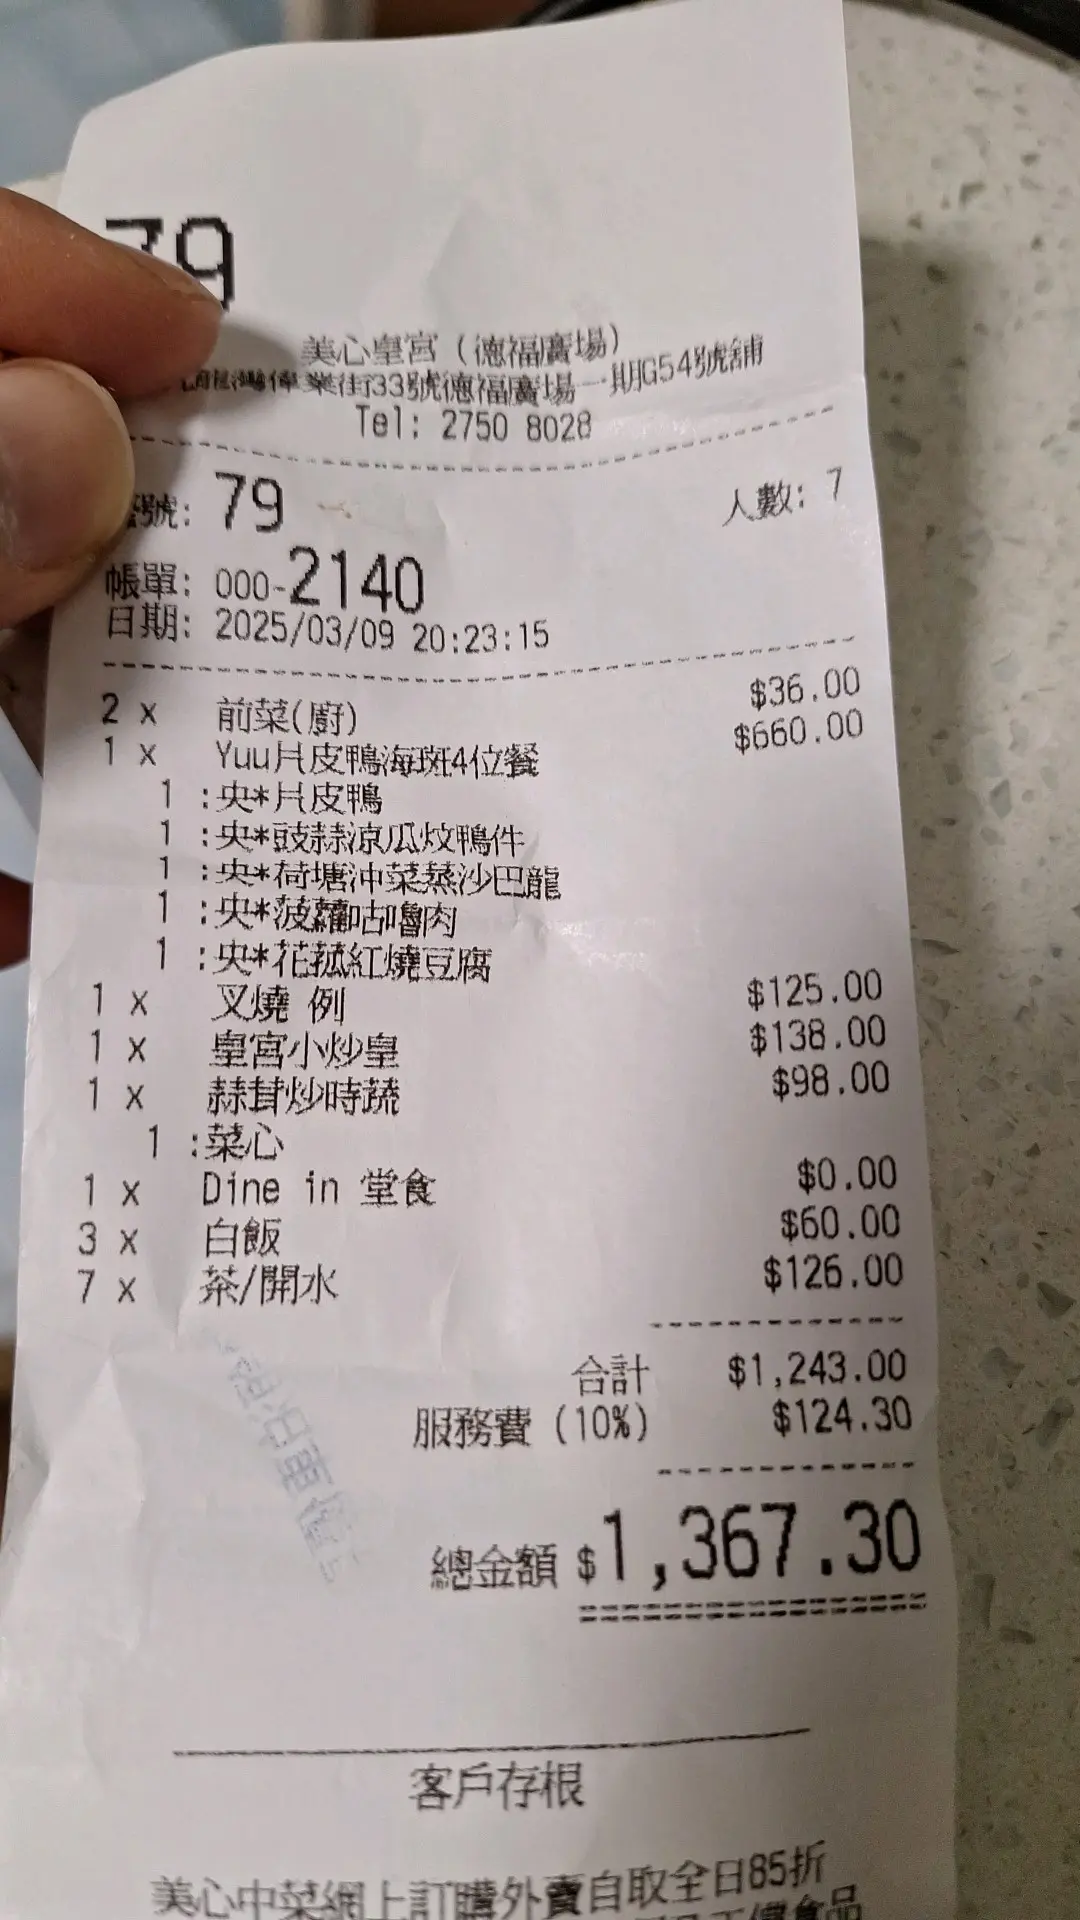 79
美心皇宮(德福廣場)
偉業街33號德福廣場一期G54號舖
Tel: 2750 8028
號: 79 人數: 7
帳單: 000-2140
日期: 2025/03/09 20:23:15
2 x 前菜(廚) $36.00
1 x Yuu片皮鴨海斑4位餐 $660.00
1 :央*片皮鴨
1 :央*豉蒜涼瓜炆鴨件
1 :央*荷塘沖菜蒸沙巴龍
1 :央*菠蘿咕嚕肉
1 :央*花菰紅燒豆腐
1 x 叉燒 例 $125.00
1 x 皇宮小炒皇 $138.00
1 x 蒜茸炒時蔬 $98.00
1 :菜心
1 x Dine in 堂食 $0.00
3 x 白飯 $60.00
7 x 茶/開水 $126.00
合計 $1,243.00
服務費 (10%) $124.30
總金額 $1,367.30
客戶存根
美心中菜網上訂購外賣自取全日85折
食品